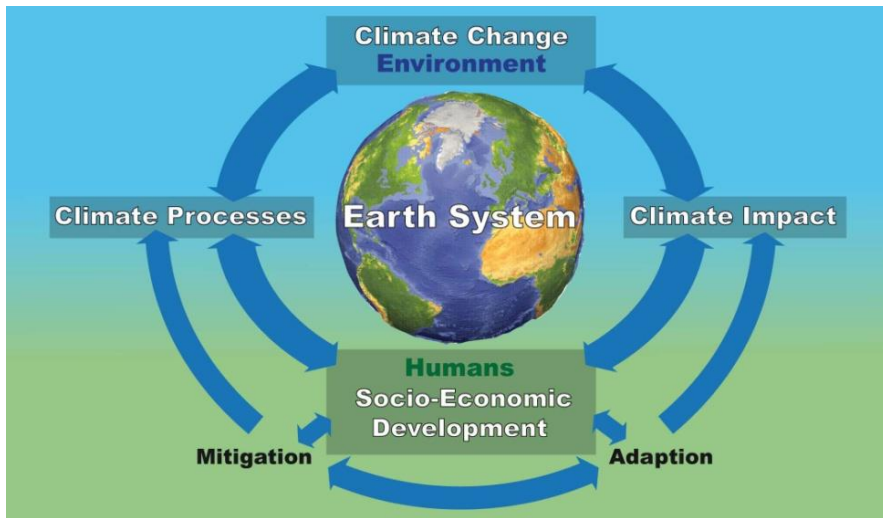 Climate Change
Environment
Climate Processes
Earth System
Climate Impact
Humans
Socio-Economic
Development
Mitigation
Adaption